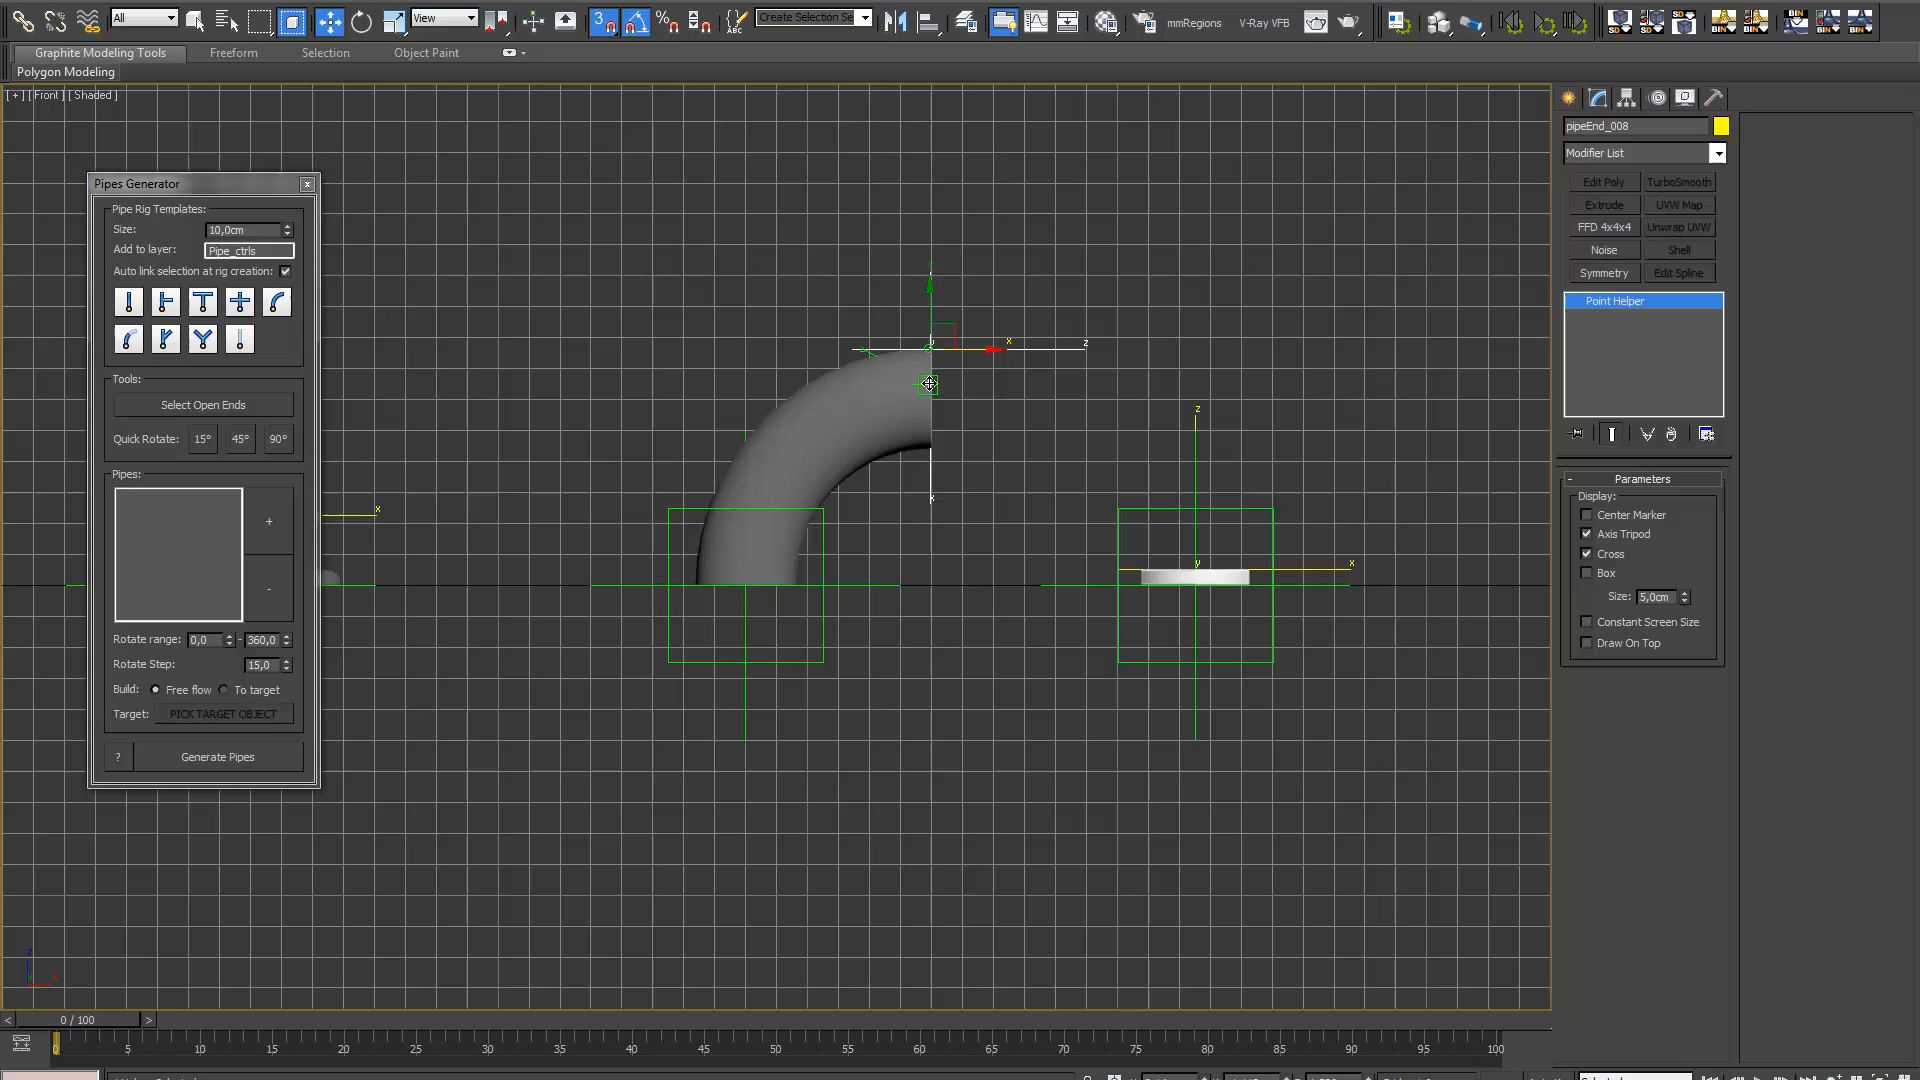 All
View
3
Create Selection Se
mmRegions
V-Ray VFB
Graphite Modeling Tools
Freeform
Selection
Object Paint
Polygon Modeling
[ + ] [ Front ] [ Shaded ]
pipeEnd_008
Modifier List
Edit Poly
TurboSmooth
Extrude
UVW Map
FFD 4x4x4
Unwrap UVW
Noise
Shell
Symmetry
Edit Spline
Point Helper
Parameters
Display:
Center Marker
Axis Tripod
Cross
Box
Size: 5,0cm
Constant Screen Size
Draw On Top
Pipes Generator
Pipe Rig Templates:
Size: 10,0cm
Add to layer: Pipe_ctrls
Auto link selection at rig creation:
Tools:
Select Open Ends
Quick Rotate: 15° 45° 90°
Pipes:
+
-
Rotate range: 0,0 - 360,0
Rotate Step: 15,0
Build: Free flow To target
Target: PICK TARGET OBJECT
? Generate Pipes
x
x
z
x
z
y
x
z
x
< 0 / 100 >
0 5 10 15 20 25 30 35 40 45 50 55 60 65 70 75 80 85 90 95 100